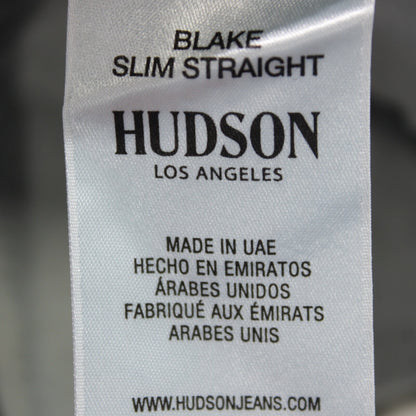 BLAKE
SLIM STRAIGHT
HUDSON
LOS ANGELES
MADE IN UAE
HECHO EN EMIRATOS
ÁRABES UNIDOS
FABRIQUÉ AUX ÉMIRATS
ARABES UNIS
WWW.HUDSONJEANS.COM